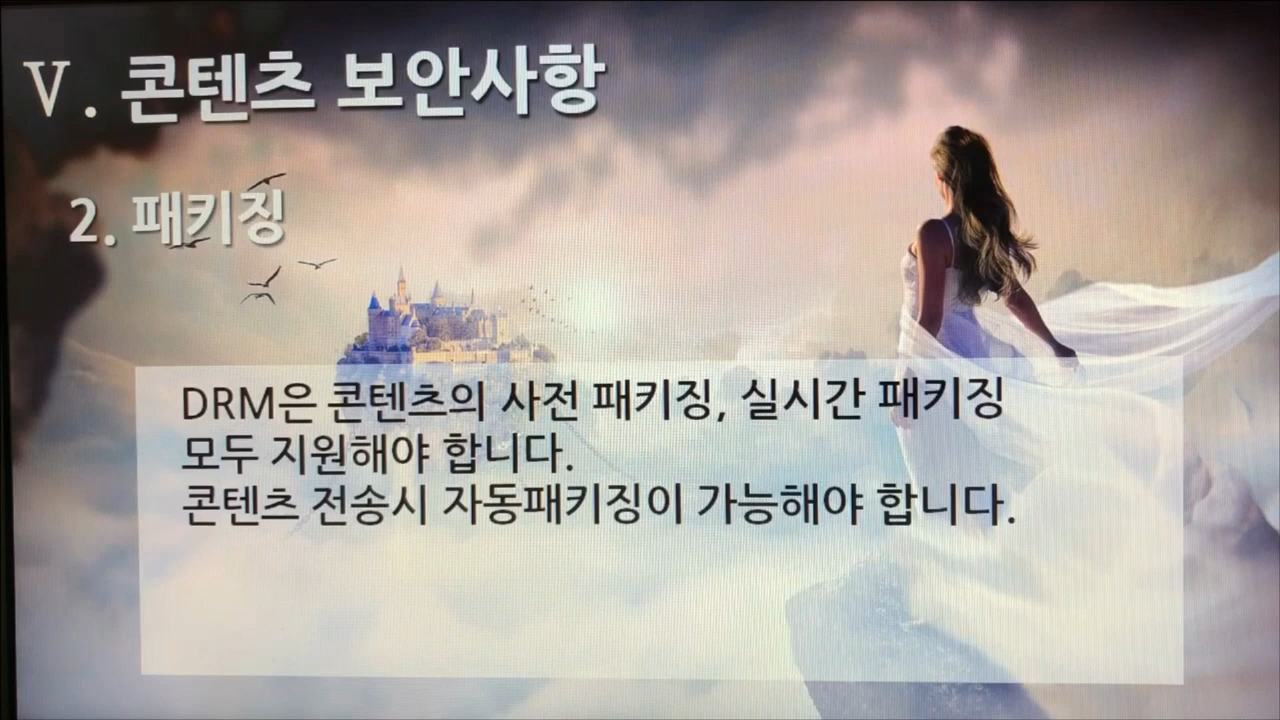 Ⅴ. 콘텐츠 보안사항
2. 패키징
DRM은 콘텐츠의 사전 패키징, 실시간 패키징
모두 지원해야 합니다.
콘텐츠 전송시 자동패키징이 가능해야 합니다.